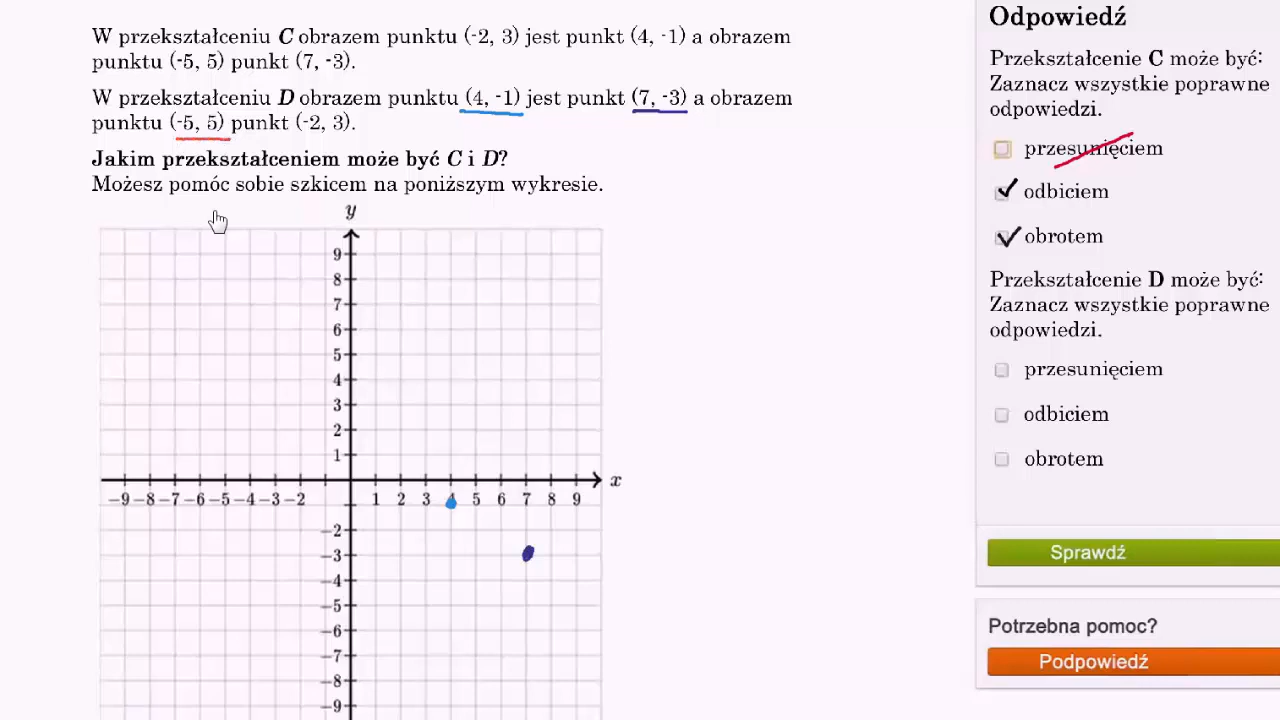 W przekształceniu C obrazem punktu (-2, 3) jest punkt (4, -1) a obrazem
punktu (-5, 5) punkt (7, -3).
W przekształceniu D obrazem punktu (4, -1) jest punkt (7, -3) a obrazem
punktu (-5, 5) punkt (-2, 3).
Jakim przekształceniem może być C i D?
Możesz pomóc sobie szkicem na poniższym wykresie.
y
9
8
7
6
5
4
3
2
1
-9 -8 -7 -6 -5 -4 -3 -2 1 2 3 4 5 6 7 8 9 x
-2
-3
-4
-5
-6
-7
-8
-9
Odpowiedź
Przekształcenie C może być:
Zaznacz wszystkie poprawne
odpowiedzi.
przesunięciem
odbiciem
obrotem
Przekształcenie D może być:
Zaznacz wszystkie poprawne
odpowiedzi.
przesunięciem
odbiciem
obrotem
Sprawdź
Potrzebna pomoc?
Podpowiedź